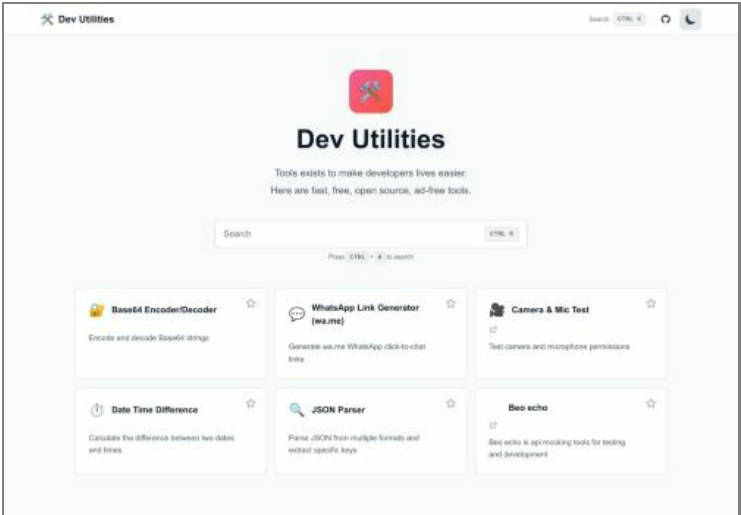 Dev Utilities
Search CTRL K
Dev Utilities
Tools exists to make developers lives easier.
Here are fast, free, open source, ad-free tools.
Search CTRL K
Press CTRL + K to search
Base64 Encoder/Decoder
Encode and decode Base64 strings
WhatsApp Link Generator
(wa.me)
Generate wa.me WhatsApp click-to-chat
links
Camera & Mic Test
Test camera and microphone permissions
Date Time Difference
Calculate the difference between two dates
and times
JSON Parser
Parse JSON from multiple formats and
extract specific keys
Beo echo
Beo echo is api mocking tools for testing
and development